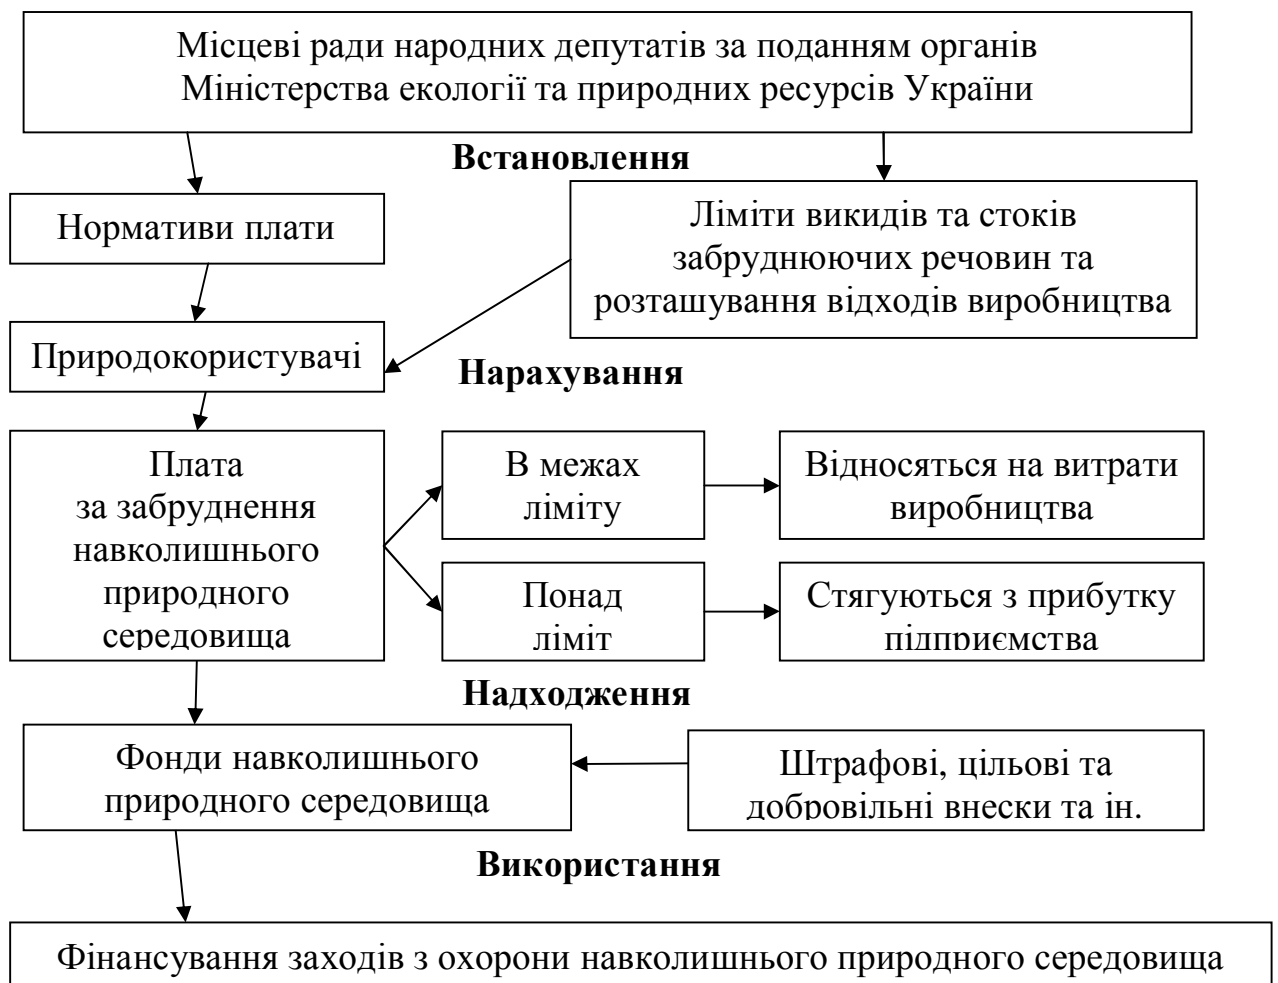 Місцеві ради народних депутатів за поданням органів
Міністерства екології та природних ресурсів України
Встановлення
Нормативи плати
Ліміти викидів та стоків
забруднюючих речовин та
розташування відходів виробництва
Природокористувачі
Нарахування
Плата
за забруднення
навколишнього
природного
середовища
В межах
ліміту
Відносяться на витрати
виробництва
Понад
ліміт
Стягуються з прибутку
підприємства
Надходження
Фонди навколишнього
природного середовища
Штрафові, цільові та
добровільні внески та ін.
Використання
Фінансування заходів з охорони навколишнього природного середовища